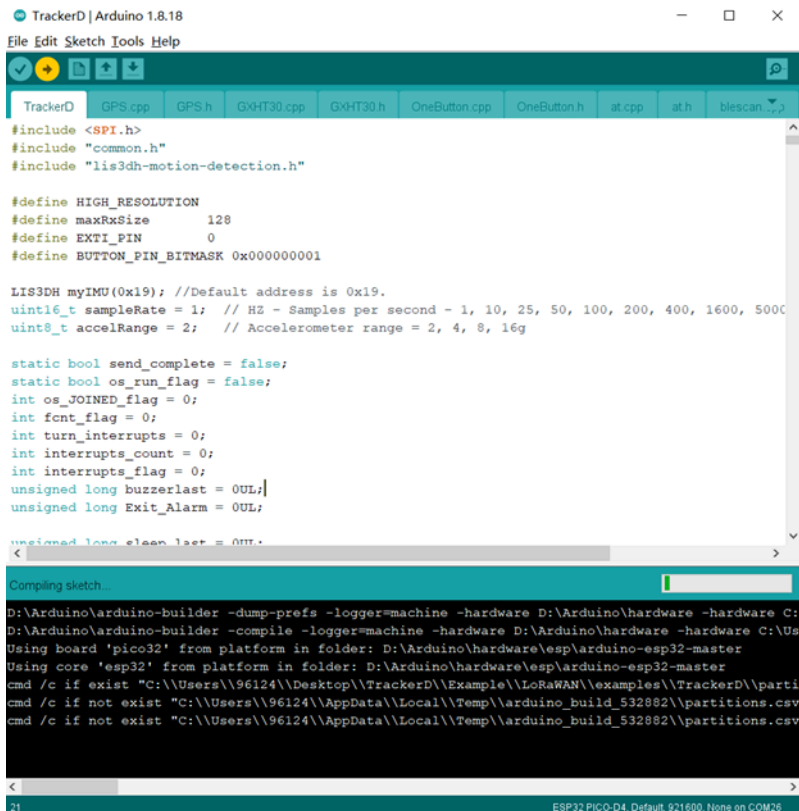 TrackerD | Arduino 1.8.18
File Edit Sketch Tools Help
TrackerD GPS.cpp GPS.h GXHT30.cpp GXHT30.h OneButton.cpp OneButton.h at.cpp at.h
#include <SPI.h>
#include "common.h"
#include "lis3dh-motion-detection.h"
#define HIGH_RESOLUTION
#define maxRxSize 128
#define EXTI_PIN 0
#define BUTTON_PIN_BITMASK 0x000000001
LIS3DH myIMU(0x19); //Default address is 0x19.
uint16_t sampleRate = 1; // HZ - Samples per second - 1, 10, 25, 50, 100, 200, 400, 1600, 5000
uint8_t accelRange = 2; // Accelerometer range = 2, 4, 8, 16g
static bool send_complete = false;
static bool os_run_flag = false;
int os_JOINED_flag = 0;
int fcnt_flag = 0;
int turn_interrupts = 0;
int interrupts_count = 0;
int interrupts_flag = 0;
unsigned long buzzerlast = 0UL;
unsigned long Exit_Alarm = 0UL;
unsigned long sleep_last = 0UL;
Compiling sketch...
D:\Arduino\arduino-builder -dump-prefs -logger=machine -hardware D:\Arduino\hardware -hardware C:
D:\Arduino\arduino-builder -compile -logger=machine -hardware D:\Arduino\hardware -hardware C:\Us
Using board 'pico32' from platform in folder: D:\Arduino\hardware\esp\arduino-esp32-master
Using core 'esp32' from platform in folder: D:\Arduino\hardware\esp\arduino-esp32-master
cmd /c if exist "C:\\Users\\96124\\Desktop\\TrackerD\\Example\\LoRaWAN\\examples\\TrackerD\\parti
cmd /c if not exist "C:\\Users\\96124\\AppData\\Local\\Temp\\arduino_build_532882\\partitions.csv
cmd /c if not exist "C:\\Users\\96124\\AppData\\Local\\Temp\\arduino_build_532882\\partitions.csv
21 ESP32 PICO-D4, Default, 921600, None on COM26